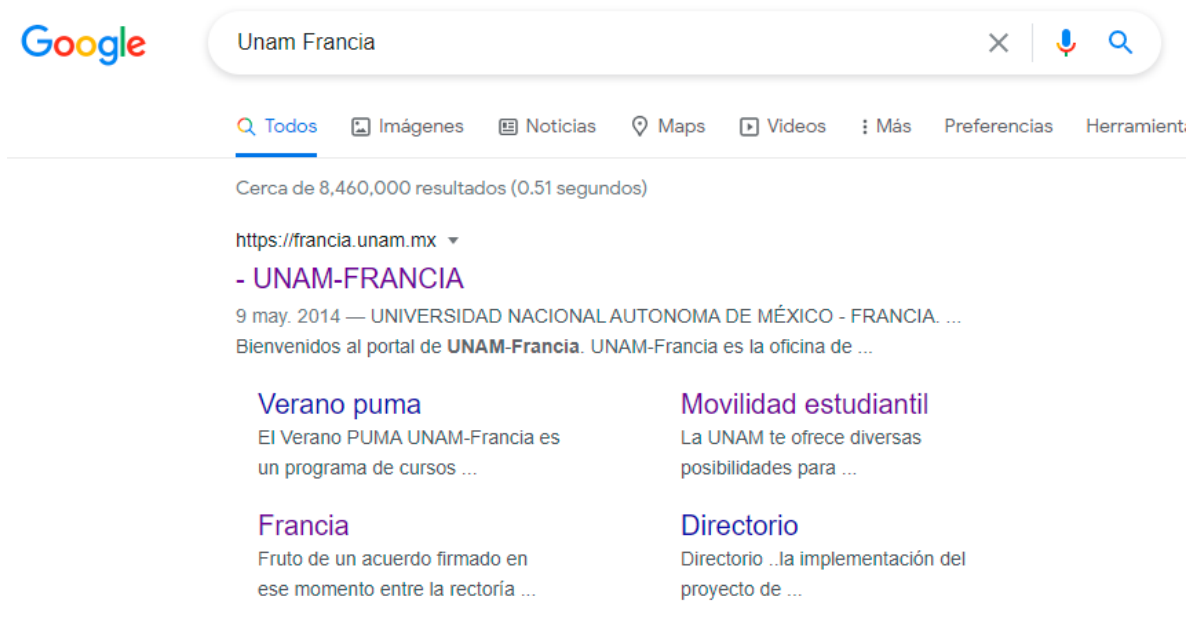 Google
Unam Francia
Todos Imágenes Noticias Maps Videos Más Preferencias Herramient
Cerca de 8,460,000 resultados (0.51 segundos)
https://francia.unam.mx
- UNAM-FRANCIA
9 may. 2014 — UNIVERSIDAD NACIONAL AUTONOMA DE MÉXICO - FRANCIA. ...
Bienvenidos al portal de UNAM-Francia. UNAM-Francia es la oficina de ...
Verano puma
El Verano PUMA UNAM-Francia es
un programa de cursos ...
Movilidad estudiantil
La UNAM te ofrece diversas
posibilidades para ...
Francia
Fruto de un acuerdo firmado en
ese momento entre la rectoría ...
Directorio
Directorio ..la implementación del
proyecto de ...